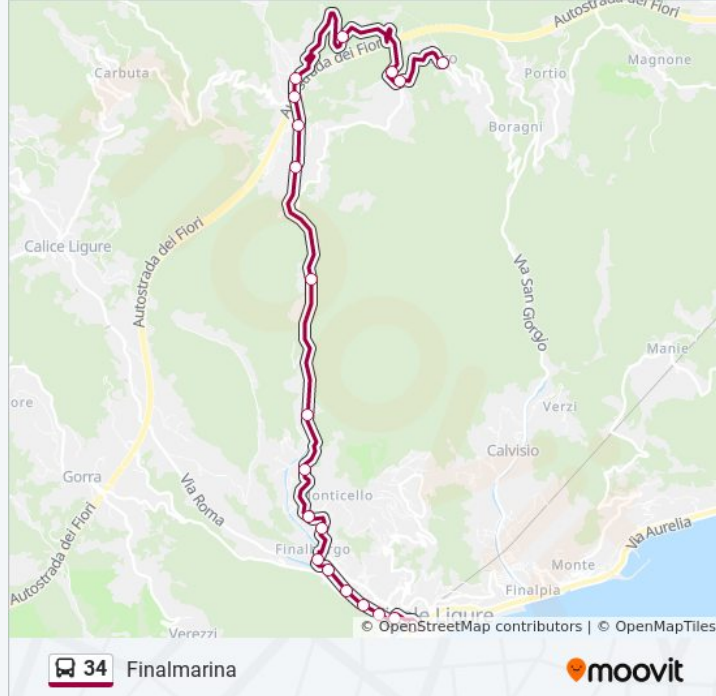 Autostrada dei Fiori
Autostrada dei Fiori
Carbuta
Portio
Magnone
Boragni
Calice Ligure
Autostrada dei Fiori
Via San Giorgio
Manie
ore
Verzi
Calvisio
Gorra
Via Roma
Monticello
Autostrada dei Fiori
Finalborgo
Via Aurelia
Monte
Finalpia
le Ligure
Verezzi
© OpenStreetMap contributors | © OpenMapTiles
34 Finalmarina
moovit